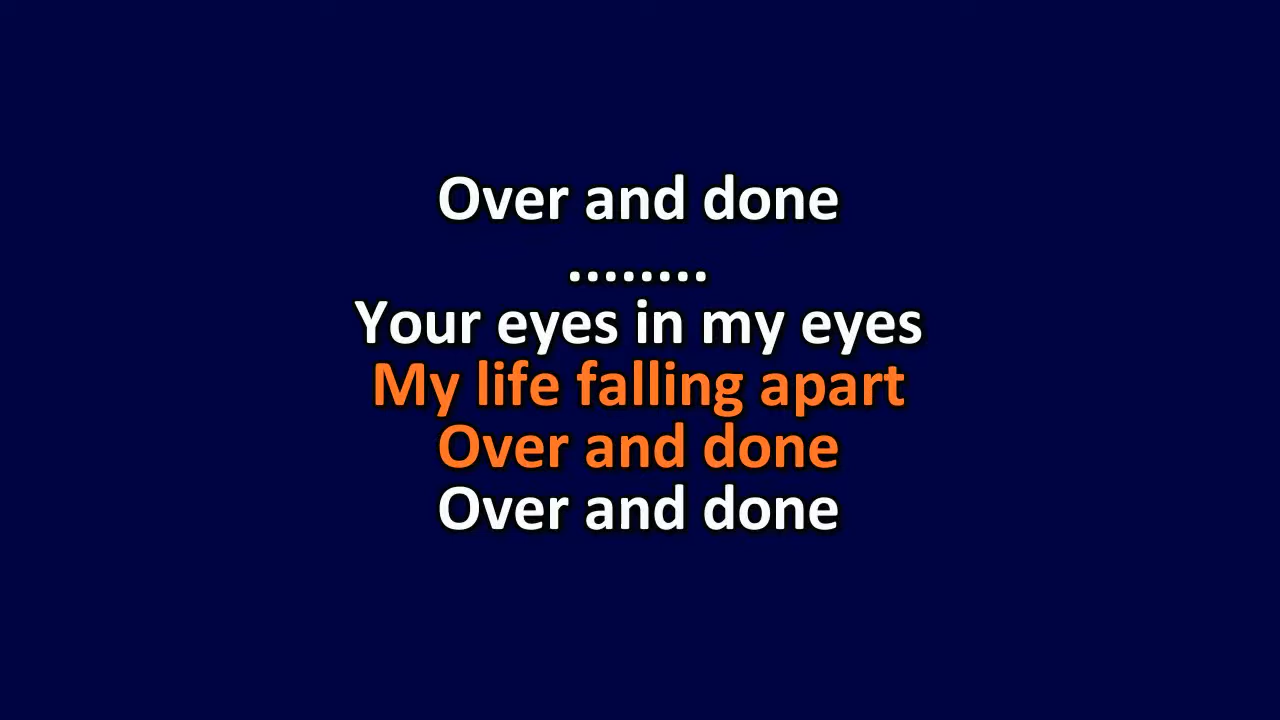 Over and done
........
Your eyes in my eyes
My life falling apart
Over and done
Over and done